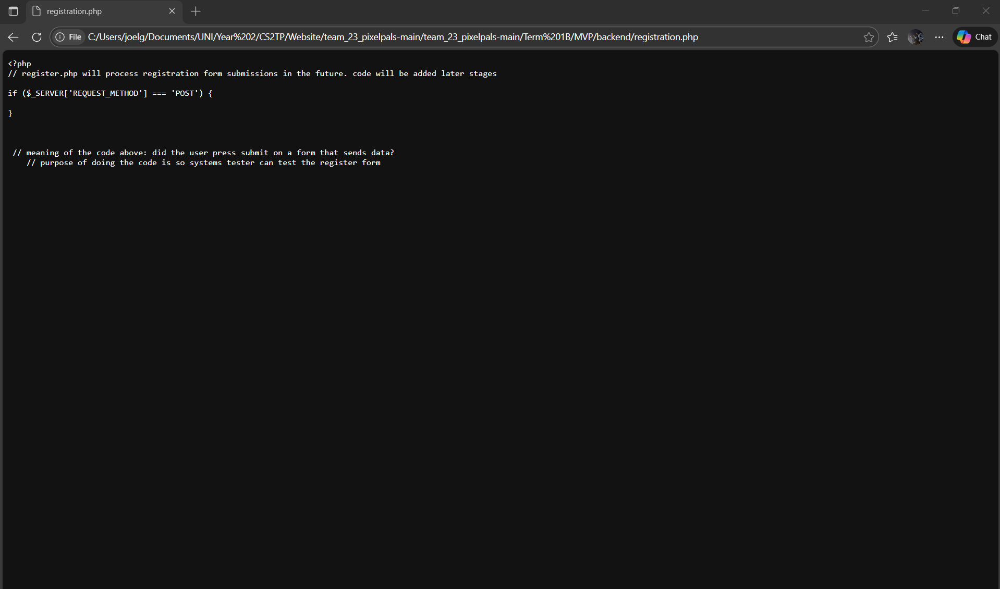 registration.php
File C:/Users/joelg/Documents/UNI/Year%202/CS2TP/Website/team_23_pixelpals-main/team_23_pixelpals-main/Term%201B/MVP/backend/registration.php
Chat
<?php
// register.php will process registration form submissions in the future. code will be added later stages
if ($_SERVER['REQUEST_METHOD'] === 'POST') {
}
// meaning of the code above: did the user press submit on a form that sends data?
// purpose of doing the code is so systems tester can test the register form